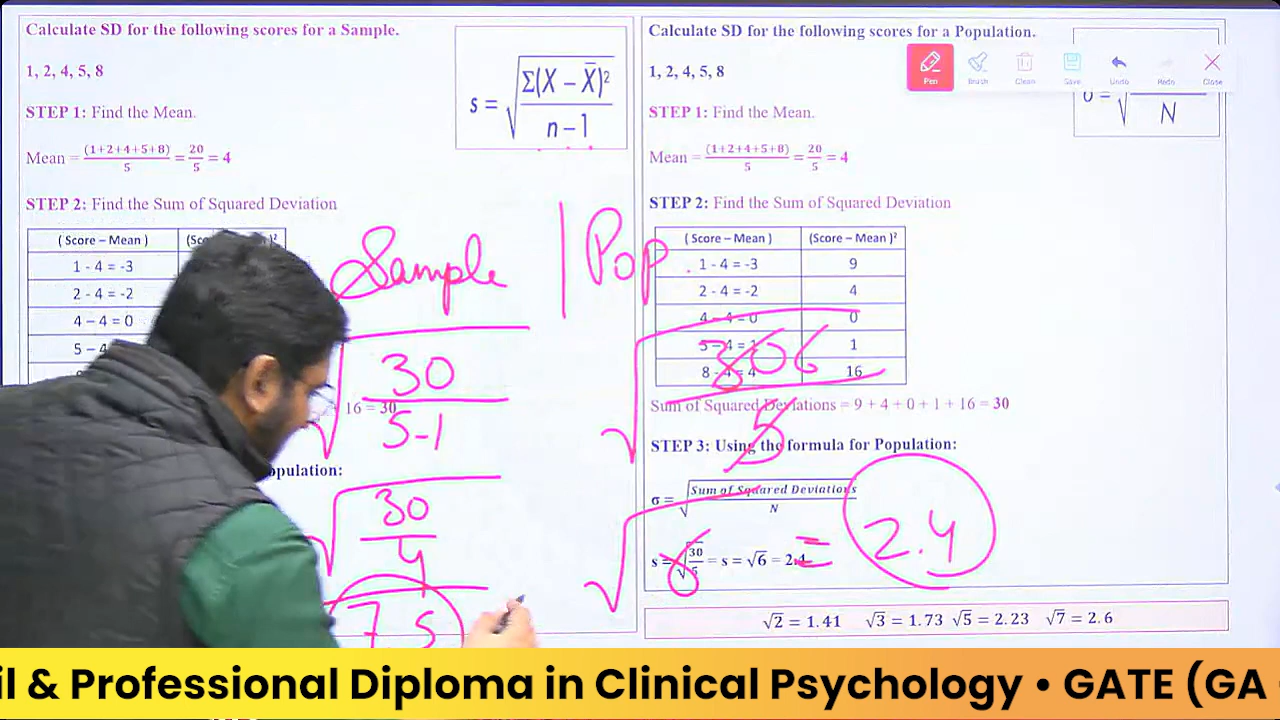 Calculate SD for the following scores for a Sample.
1, 2, 4, 5, 8
s = √Σ(X – X̄)² / n – 1
STEP 1: Find the Mean.
Mean = (1+2+4+5+8)/5 = 20/5 = 4
STEP 2: Find the Sum of Squared Deviation
( Score – Mean )
1 - 4 = -3
2 - 4 = -2
4 – 4 = 0
5 – 4
16 = 30
opulation:
Sample | Pop.
√30/5-1
√30/4
√7.5
Calculate SD for the following scores for a Population.
Pen Brush Clean Save Undo Redo Close
1, 2, 4, 5, 8
N
STEP 1: Find the Mean.
Mean = (1+2+4+5+8)/5 = 20/5 = 4
STEP 2: Find the Sum of Squared Deviation
( Score – Mean ) (Score – Mean )²
1 - 4 = -3 9
2 - 4 = -2 4
4 – 4 = 0 0
5 – 4 = 1 1
8 - 4 = 4 16
√30 6 / 5
Sum of Squared Deviations = 9 + 4 + 0 + 1 + 16 = 30
STEP 3: Using the formula for Population:
σ = √Sum of Squared Deviations / N
s = √30/5 = s = √6 = 2.4
√6 = 2.4
√2 = 1.41 √3 = 1.73 √5 = 2.23 √7 = 2.6
il & Professional Diploma in Clinical Psychology • GATE (GA